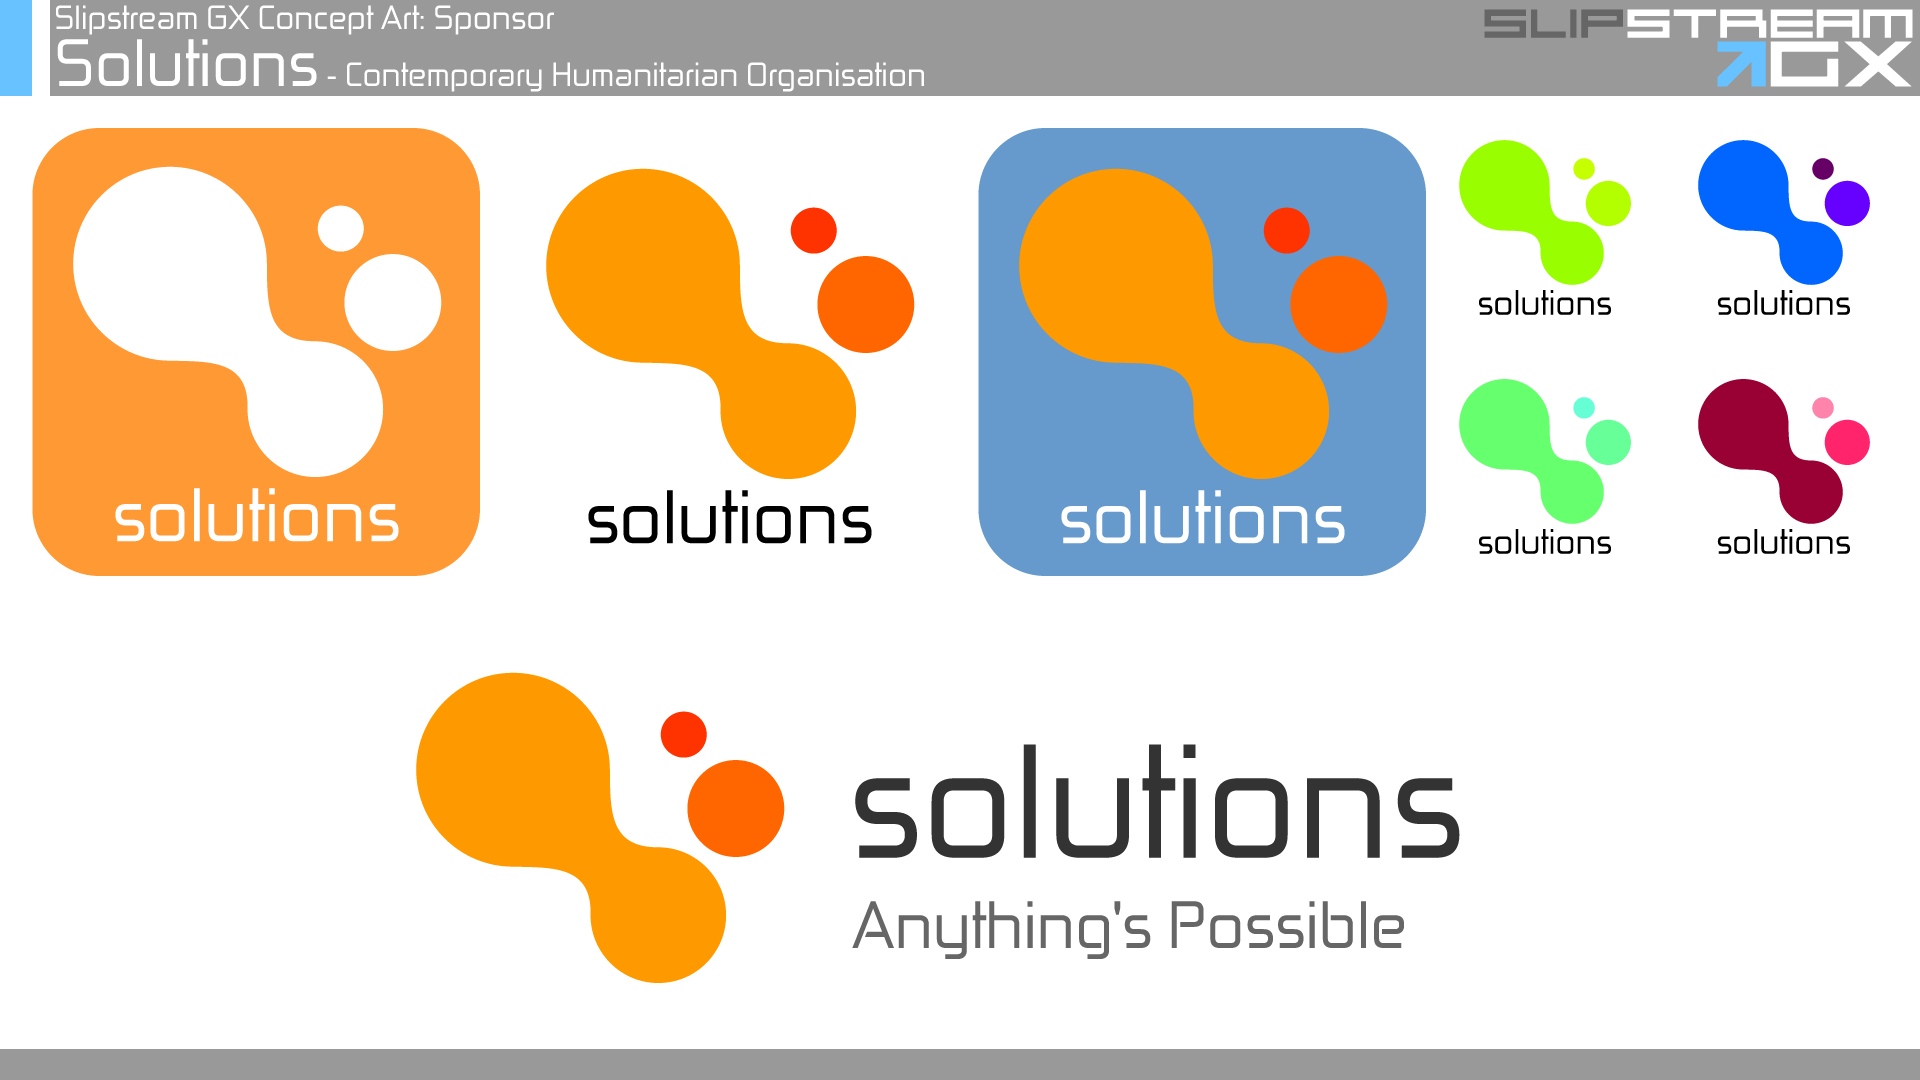 Slipstream GX Concept Art: Sponsor
Solutions - Contemporary Humanitarian Organisation
SLIPSTREAM
GX
solutions
solutions
solutions
solutions
solutions
solutions
solutions
solutions
Anything's Possible